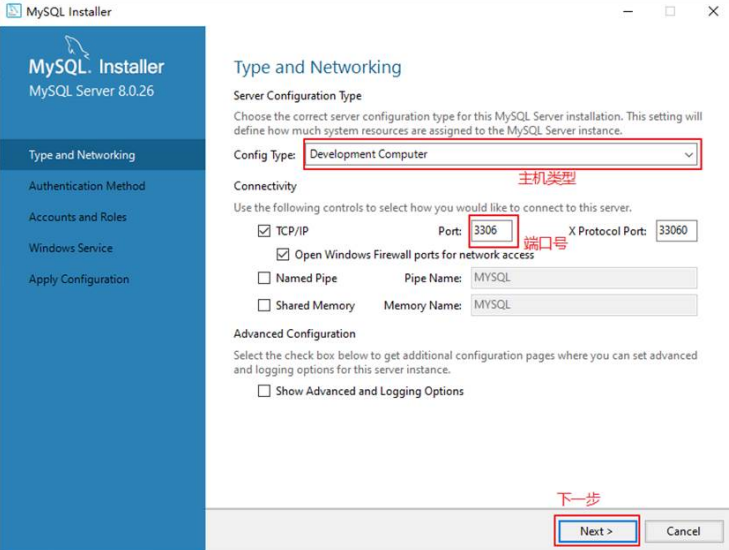 MySQL Installer
MySQL. Installer
MySQL Server 8.0.26
Type and Networking
Authentication Method
Accounts and Roles
Windows Service
Apply Configuration
Type and Networking
Server Configuration Type
Choose the correct server configuration type for this MySQL Server installation. This setting will
define how much system resources are assigned to the MySQL Server instance.
Config Type: Development Computer
主机类型
Connectivity
Use the following controls to select how you would like to connect to this server.
TCP/IP Port: 3306 X Protocol Port: 33060
端口号
Open Windows Firewall ports for network access
Named Pipe Pipe Name: MYSQL
Shared Memory Memory Name: MYSQL
Advanced Configuration
Select the check box below to get additional configuration pages where you can set advanced
and logging options for this server instance.
Show Advanced and Logging Options
下一步
Next > Cancel